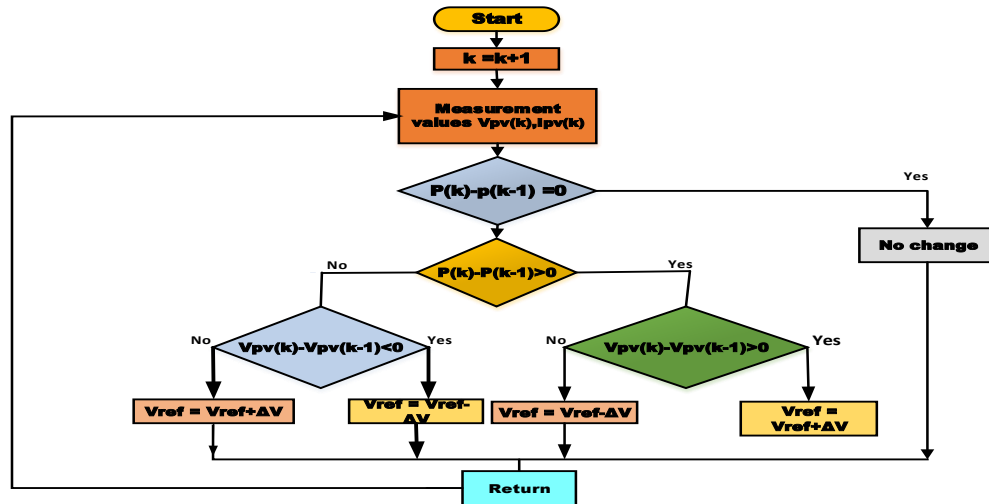 Start
k =k+1
Measurement
values Vpv(k),Ipv(k)
P(k)-p(k-1) =0
Yes
No change
P(k)-P(k-1)>0
No
Yes
Vpv(k)-Vpv(k-1)<0
No
Yes
Vpv(k)-Vpv(k-1)>0
No
Yes
Vref = Vref+ΔV
Vref = Vref-
ΔV
Vref = Vref-ΔV
Vref =
Vref+ΔV
Return